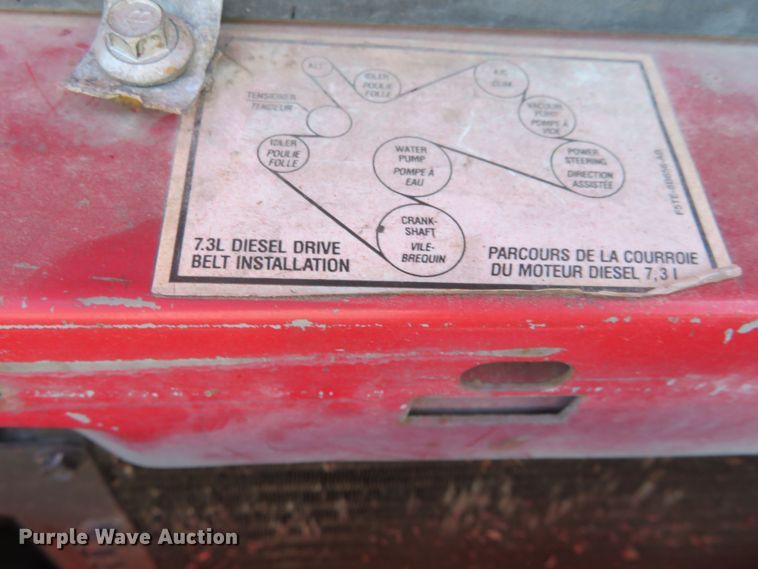 ALT
IDLER
POULIE
FOLLE
A/C
CLIM.
TENSIONER
TENDEUR
VACUUM
PUMP
POMPE À
VIDE
IDLER
POULIE
FOLLE
WATER
PUMP
POMPE À
EAU
POWER
STEERING
DIRECTION
ASSISTÉE
CRANK-
SHAFT
VILE-
BREQUIN
7.3L DIESEL DRIVE
BELT INSTALLATION
PARCOURS DE LA COURROIE
DU MOTEUR DIESEL 7,3 l
Purple Wave Auction